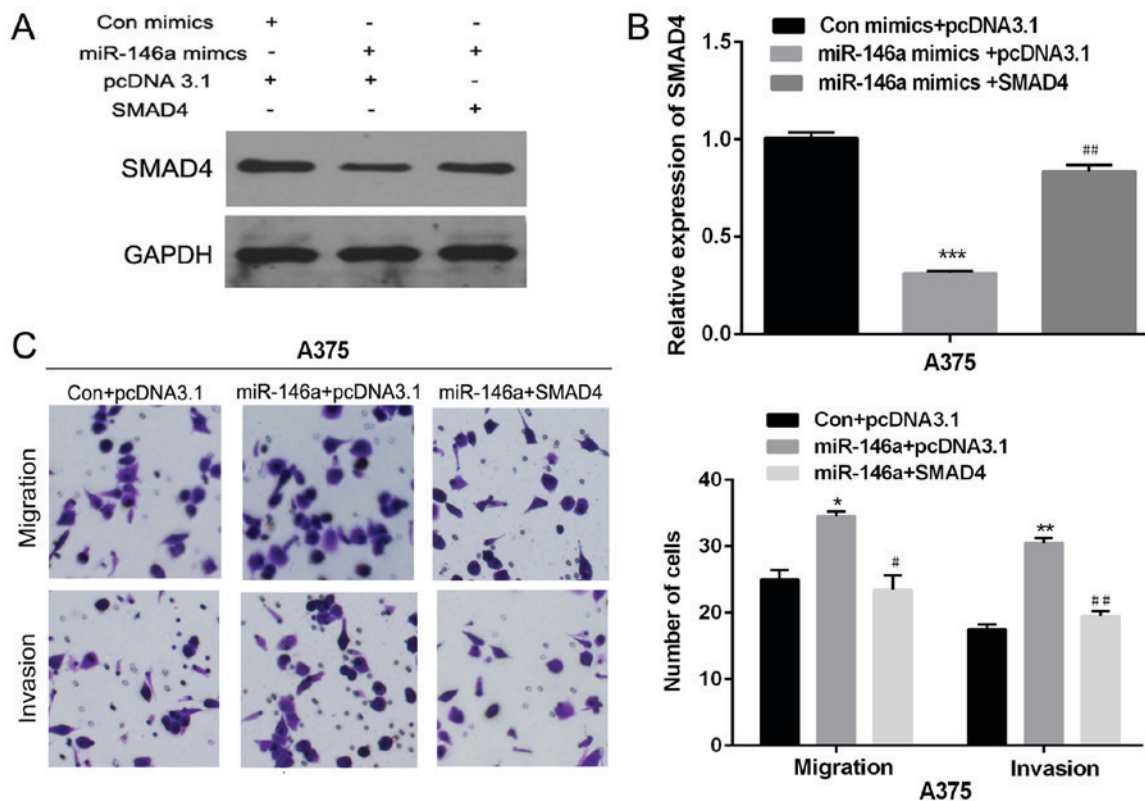 A
Con mimics + - -
miR-146a mimcs - + +
pcDNA 3.1 + + -
SMAD4 - - +
SMAD4
GAPDH
B
Con mimics+pcDNA3.1
miR-146a mimics +pcDNA3.1
miR-146a mimics +SMAD4
Relative expression of SMAD4
1.5
1.0
0.5
0.0
***
##
A375
C
A375
Con+pcDNA3.1 miR-146a+pcDNA3.1 miR-146a+SMAD4
Migration
Invasion
Con+pcDNA3.1
miR-146a+pcDNA3.1
miR-146a+SMAD4
Number of cells
40
30
20
10
0
*
#
**
##
Migration Invasion
A375